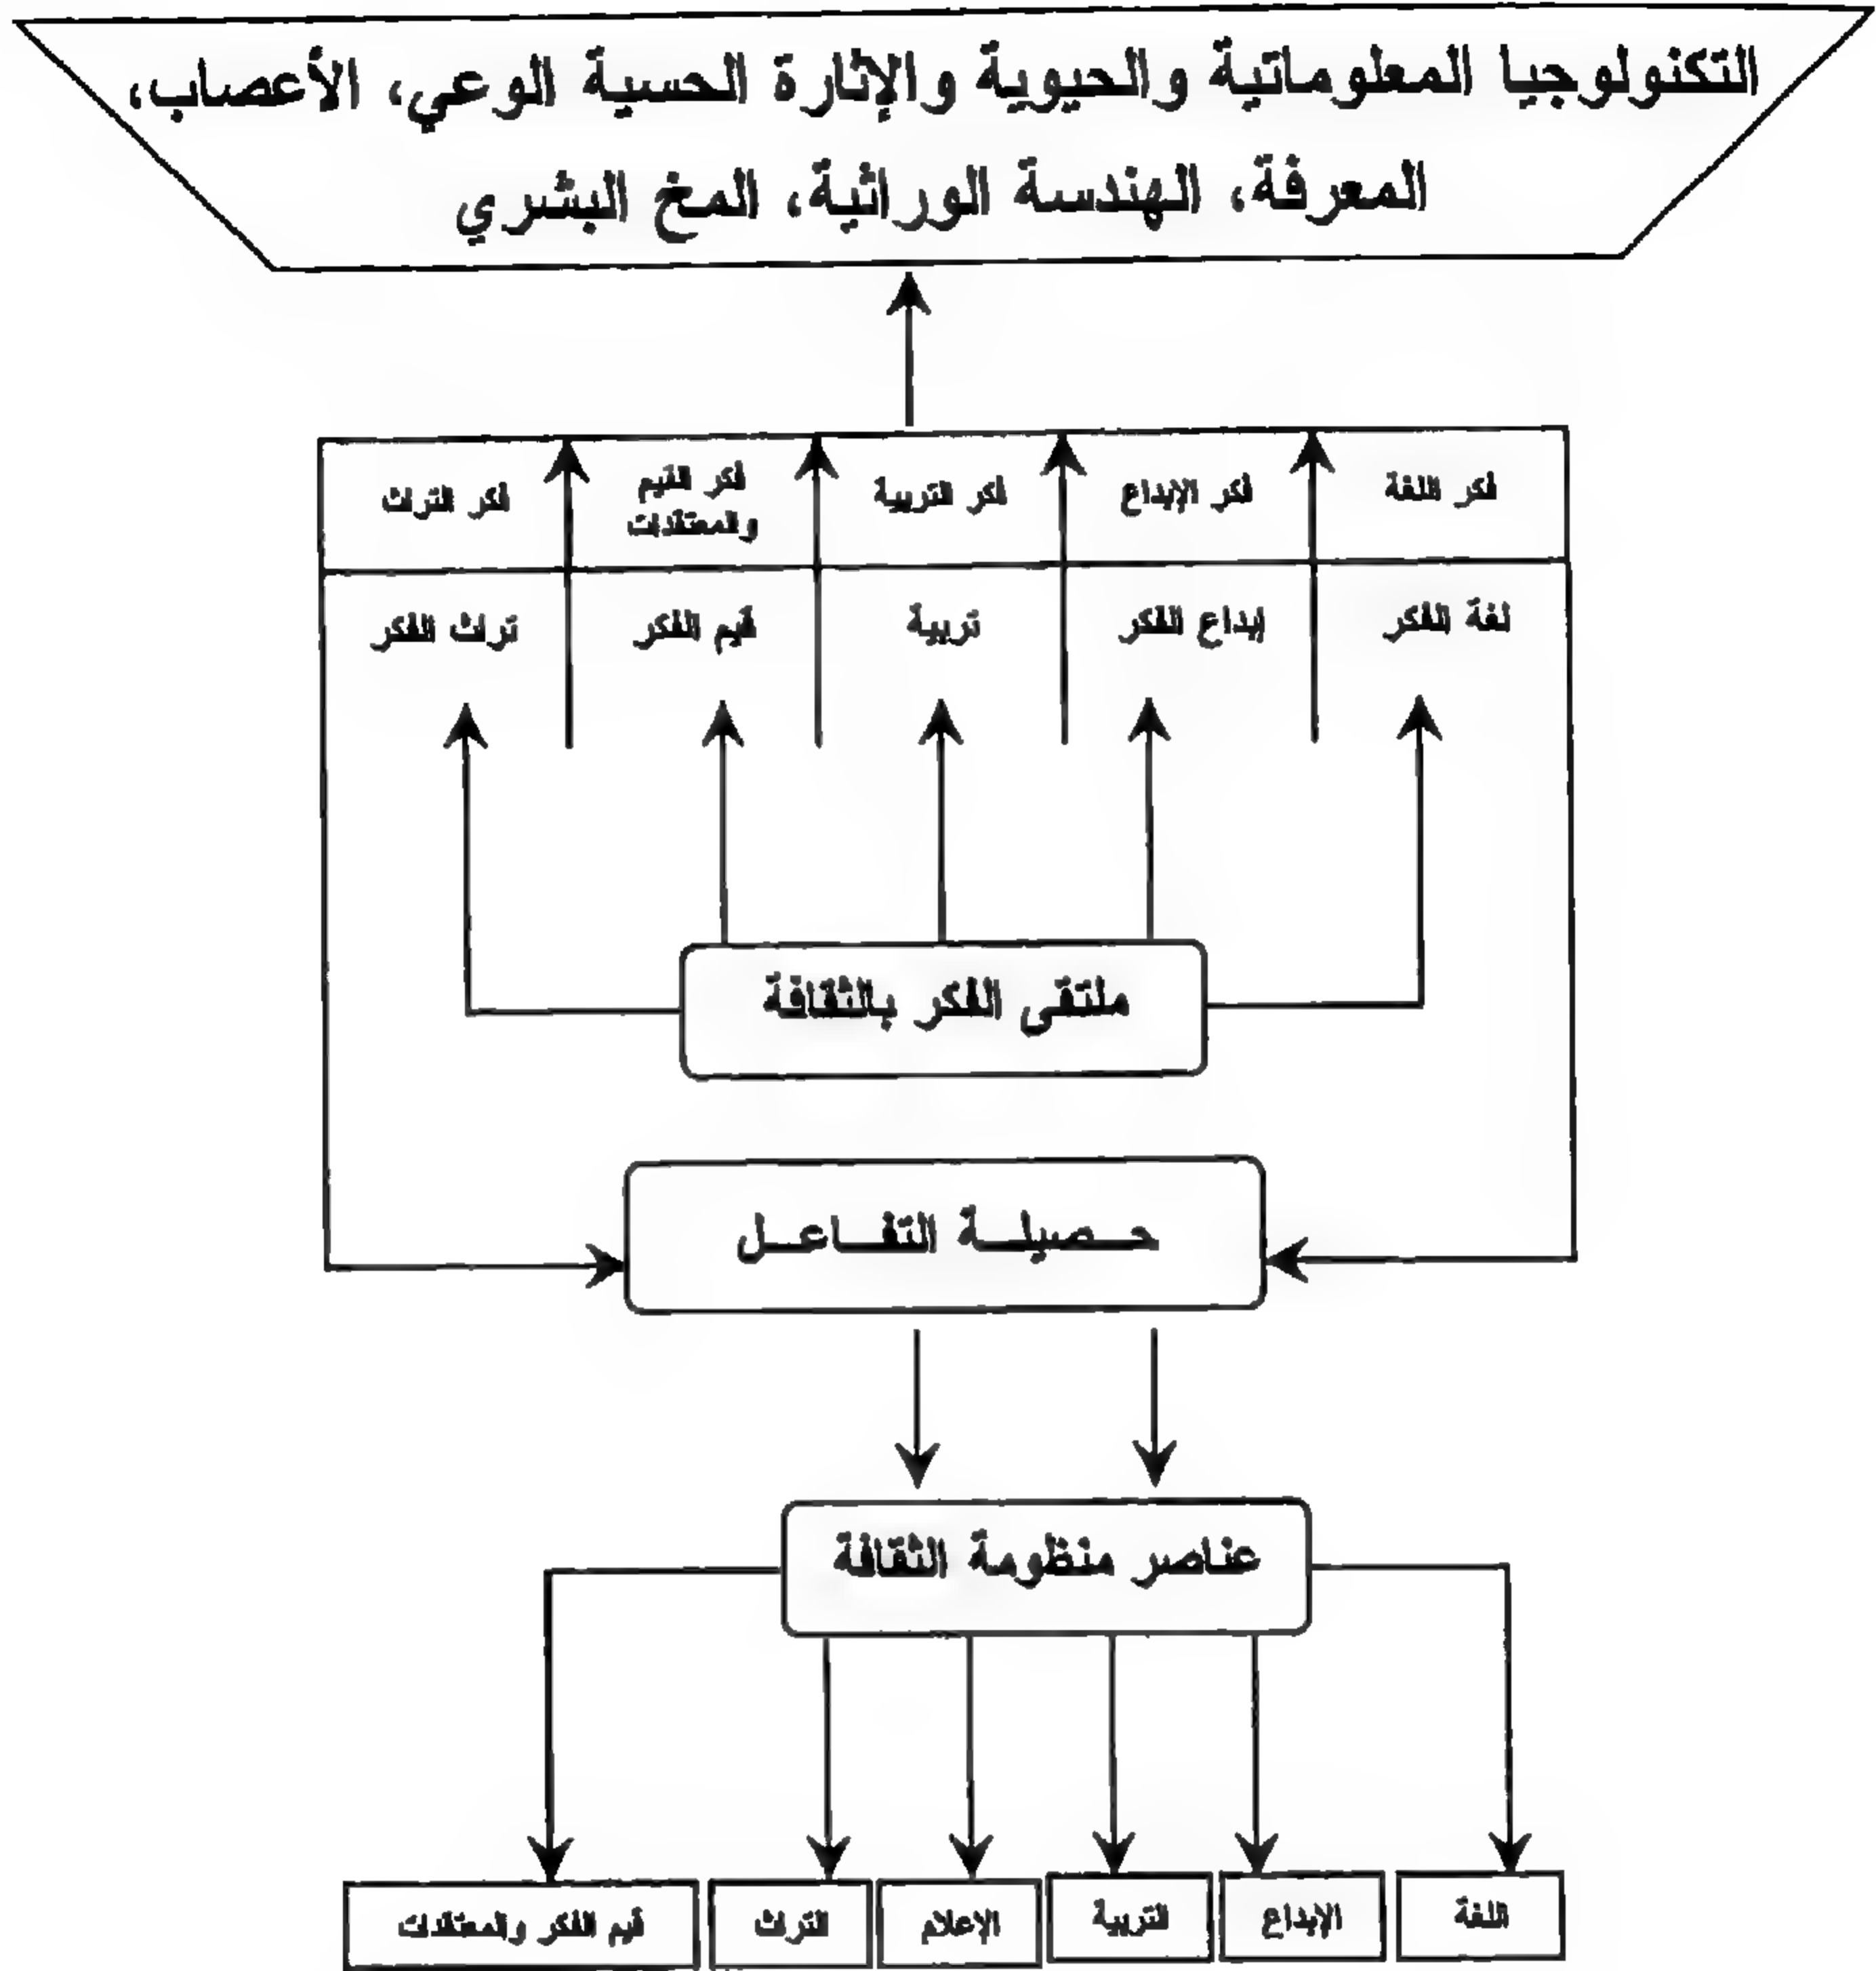 التكنولوجيا المعلوماتية والحيوية والإثارة الحسية الوعي، الأعصاب،
المعرفة، الهندسة الوراثية، المخ البشري
فكر اللغة
فكر الإبداع
فكر التربية
فكر القيم
والمعتقدات
فكر التراث
لغة الفكر
إبداع الفكر
تربية
قيم الفكر
تراث الفكر
ملتقى الفكر بالثقافة
حصيلة التفاعل
عناصر منظومة الثقافة
اللغة
الإبداع
التربية
الإعلام
التراث
قيم الفكر والمعتقدات